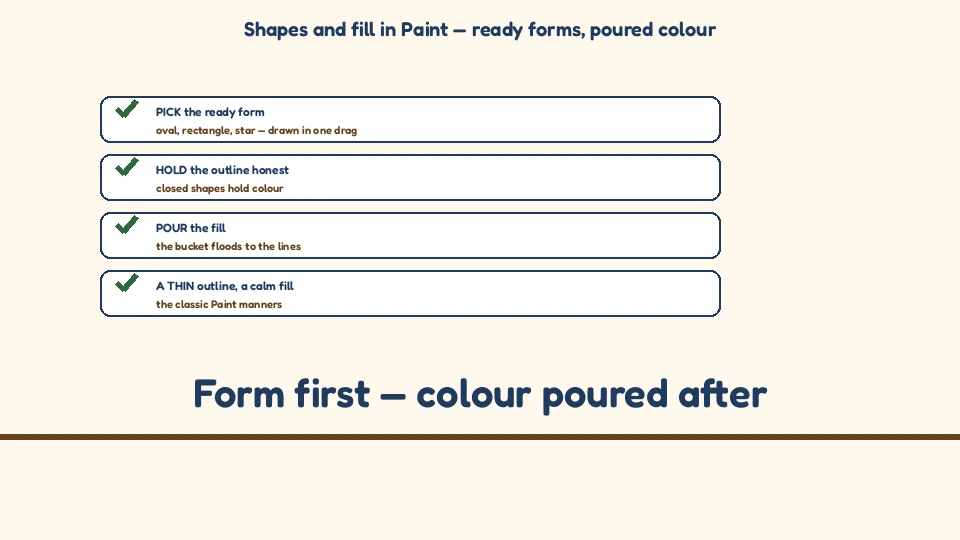 Shapes and fill in Paint — ready forms, poured colour
PICK the ready form
oval, rectangle, star — drawn in one drag
HOLD the outline honest
closed shapes hold colour
POUR the fill
the bucket floods to the lines
A THIN outline, a calm fill
the classic Paint manners
Form first — colour poured after